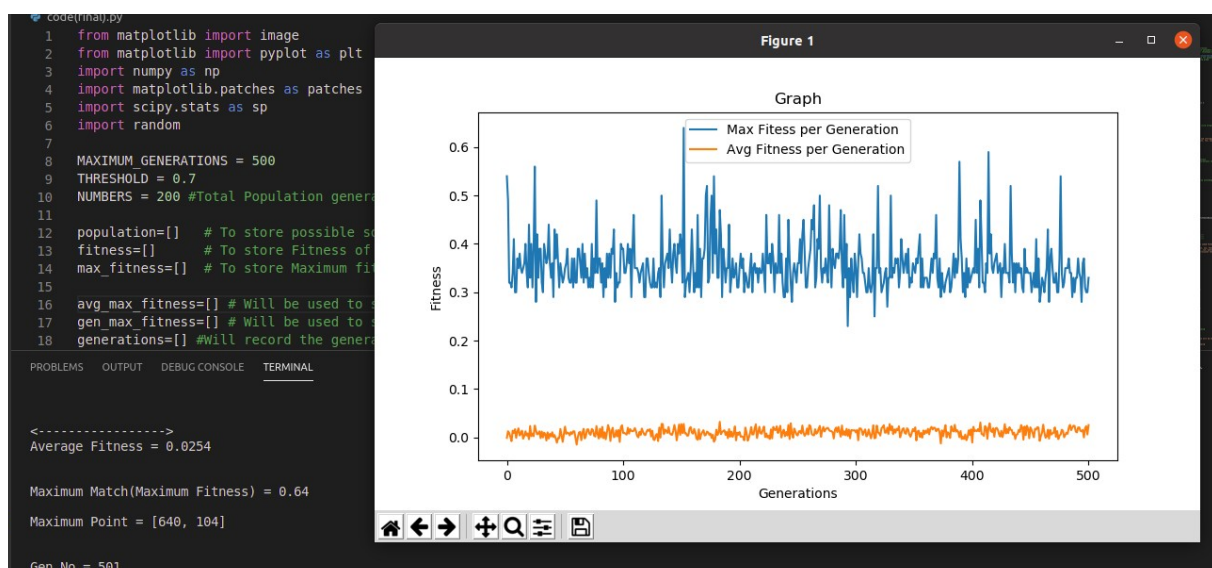 code(final).py
1 from matplotlib import image
2 from matplotlib import pyplot as plt
3 import numpy as np
4 import matplotlib.patches as patches
5 import scipy.stats as sp
6 import random
7
8 MAXIMUM_GENERATIONS = 500
9 THRESHOLD = 0.7
10 NUMBERS = 200 #Total Population genera
11
12 population=[] # To store possible so
13 fitness=[] # To store Fitness of
14 max_fitness=[] # To store Maximum fit
15
16 avg_max_fitness=[] # Will be used to s
17 gen_max_fitness=[] # Will be used to s
18 generations=[] #Will record the genera
PROBLEMS OUTPUT DEBUG CONSOLE TERMINAL
<----------------->
Average Fitness = 0.0254
Maximum Match(Maximum Fitness) = 0.64
Maximum Point = [640, 104]
Gen No = 501
Figure 1
Graph
Max Fitess per Generation
Avg Fitness per Generation
Fitness
0.6
0.5
0.4
0.3
0.2
0.1
0.0
0 100 200 300 400 500
Generations